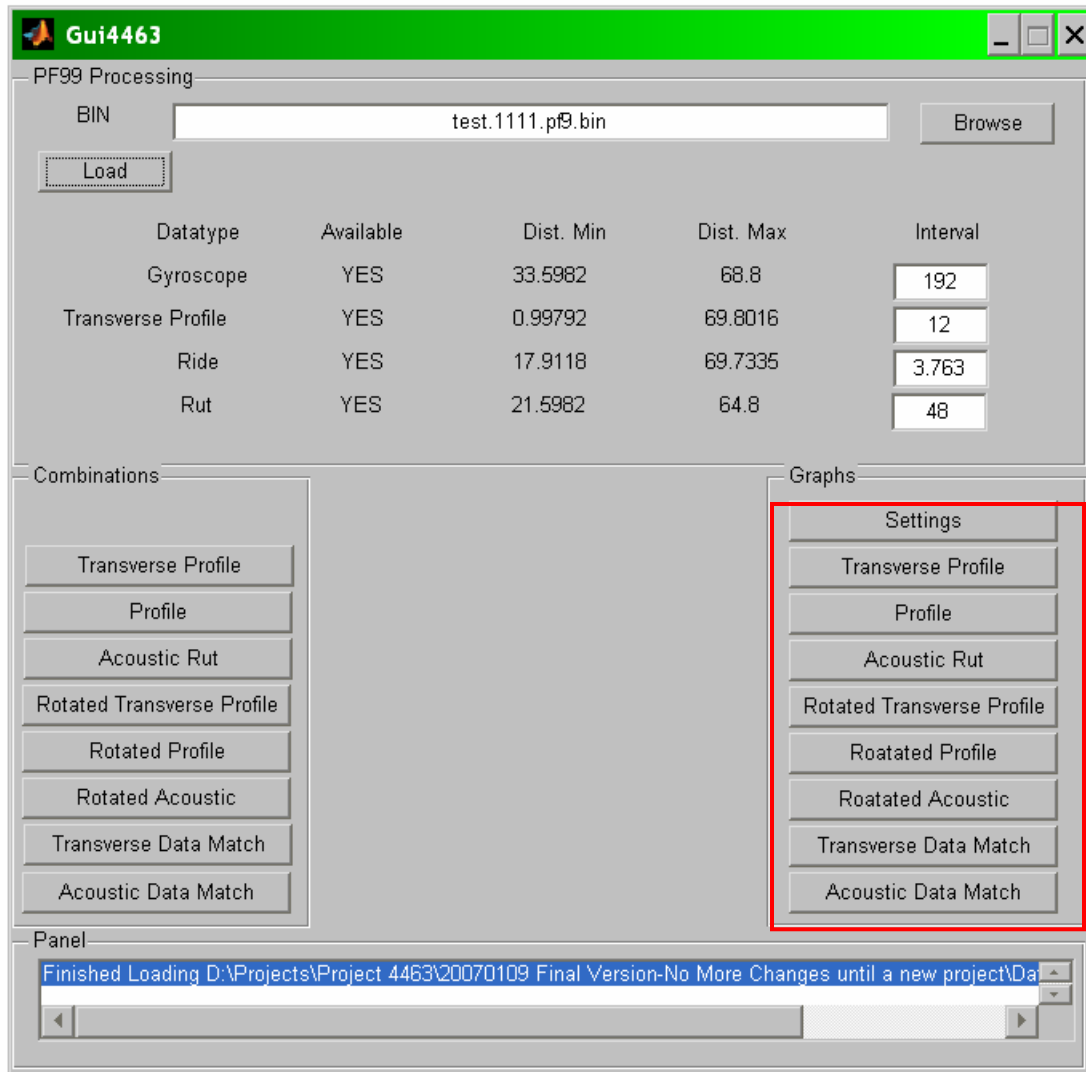 Gui4463
PF99 Processing
BIN test.1111.pf9.bin Browse
Load
Datatype Available Dist. Min Dist. Max Interval
Gyroscope YES 33.5982 68.8 192
Transverse Profile YES 0.99792 69.8016 12
Ride YES 17.9118 69.7335 3.763
Rut YES 21.5982 64.8 48
Combinations
Transverse Profile
Profile
Acoustic Rut
Rotated Transverse Profile
Rotated Profile
Rotated Acoustic
Transverse Data Match
Acoustic Data Match
Graphs
Settings
Transverse Profile
Profile
Acoustic Rut
Rotated Transverse Profile
Roatated Profile
Roatated Acoustic
Transverse Data Match
Acoustic Data Match
Panel
Finished Loading D:\Projects\Project 4463\20070109 Final Version-No More Changes until a new project\Da